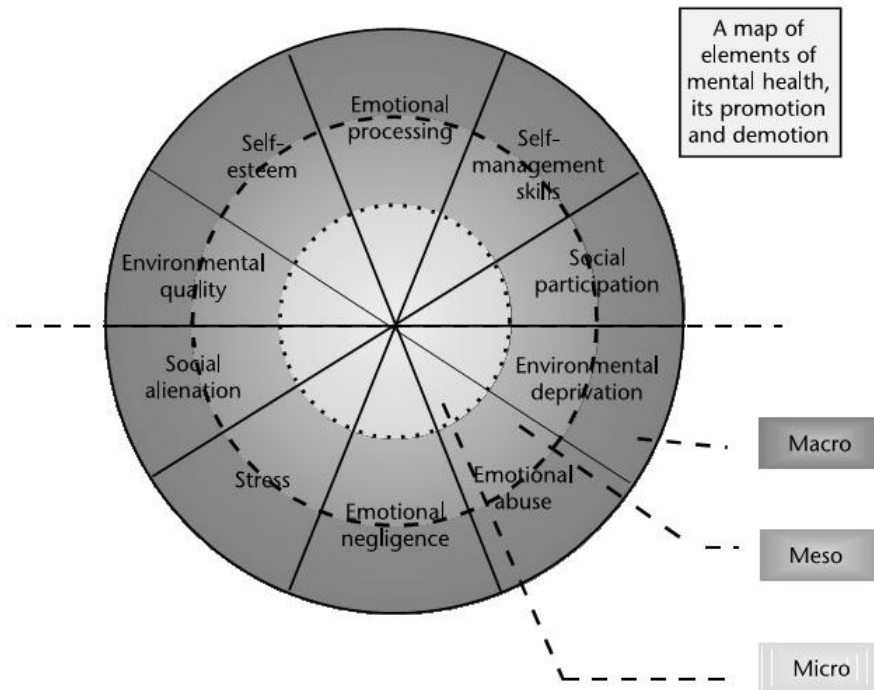 A map of
elements of
mental health,
its promotion
and demotion
Emotional
processing
Self-
esteem
Self-
management
skills
Environmental
quality
Social
participation
Social
alienation
Environmental
deprivation
Stress
Emotional
negligence
Emotional
abuse
Macro
Meso
Micro